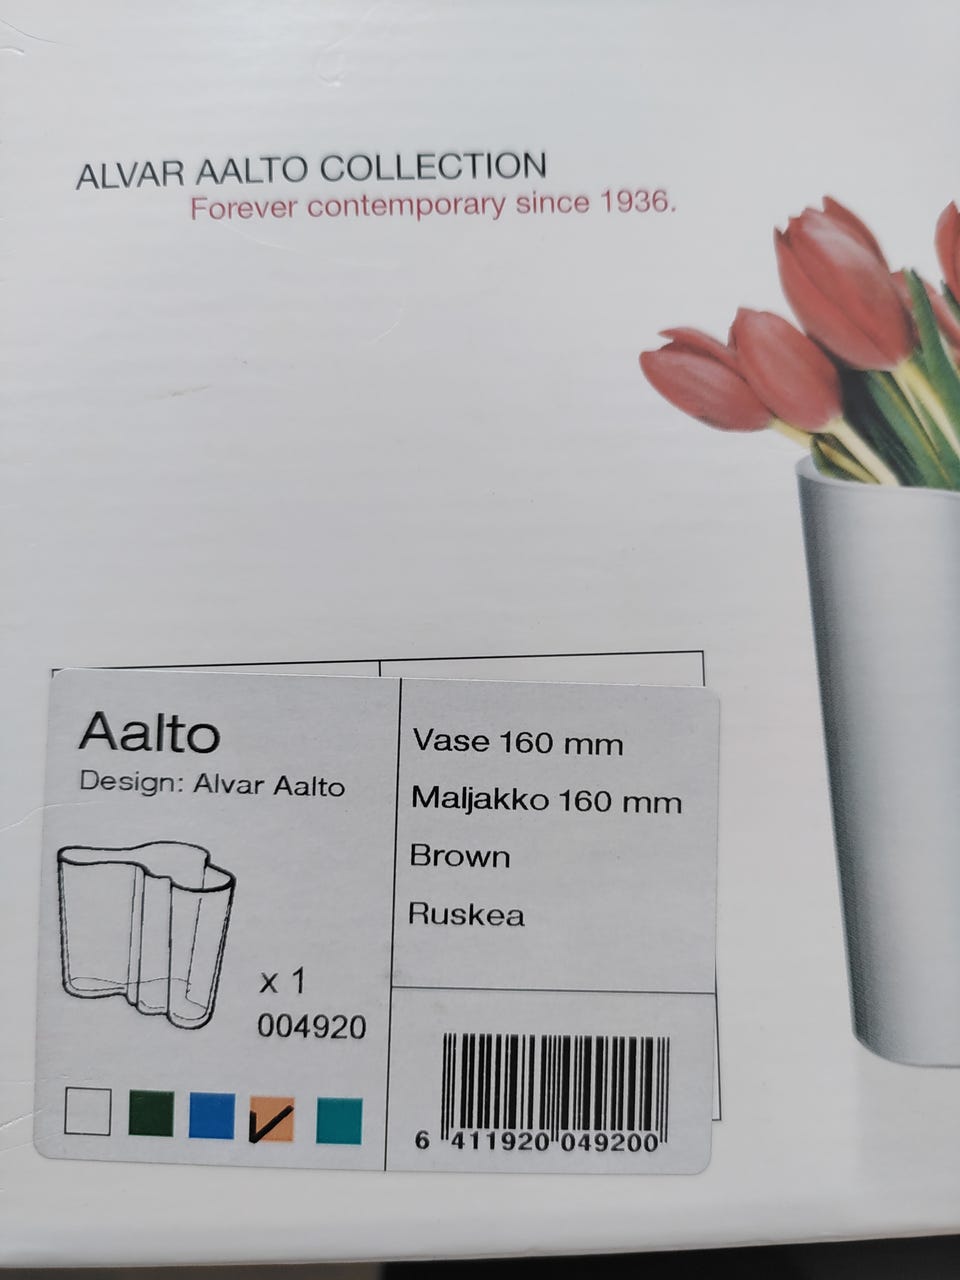 ALVAR AALTO COLLECTION
Forever contemporary since 1936.
Aalto
Design: Alvar Aalto
x 1
004920
Vase 160 mm
Maljakko 160 mm
Brown
Ruskea
6 411920 049200